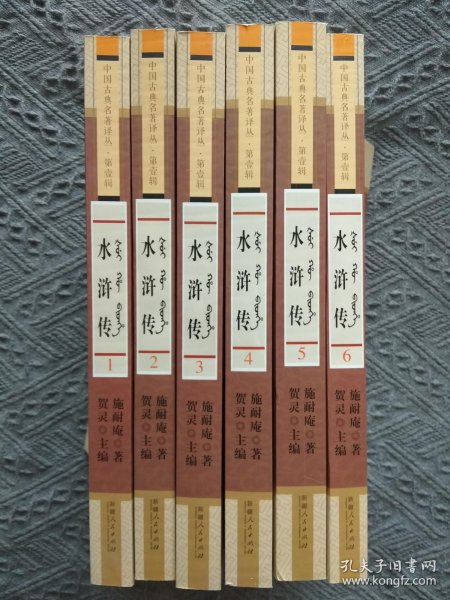 中国古典名著译丛·第壹辑
水浒传
1
施耐庵 著
贺灵 主编
新疆人民出版社
中国古典名著译丛·第壹辑
水浒传
2
施耐庵 著
贺灵 主编
新疆人民出版社
中国古典名著译丛·第壹辑
水浒传
3
施耐庵 著
贺灵 主编
新疆人民出版社
中国古典名著译丛·第壹辑
水浒传
4
施耐庵 著
贺灵 主编
新疆人民出版社
中国古典名著译丛·第壹辑
水浒传
5
施耐庵 著
贺灵 主编
新疆人民出版社
中国古典名著译丛·第壹辑
水浒传
6
施耐庵 著
贺灵 主编
新疆人民出版社
孔夫子旧书网
www.kongfz.com